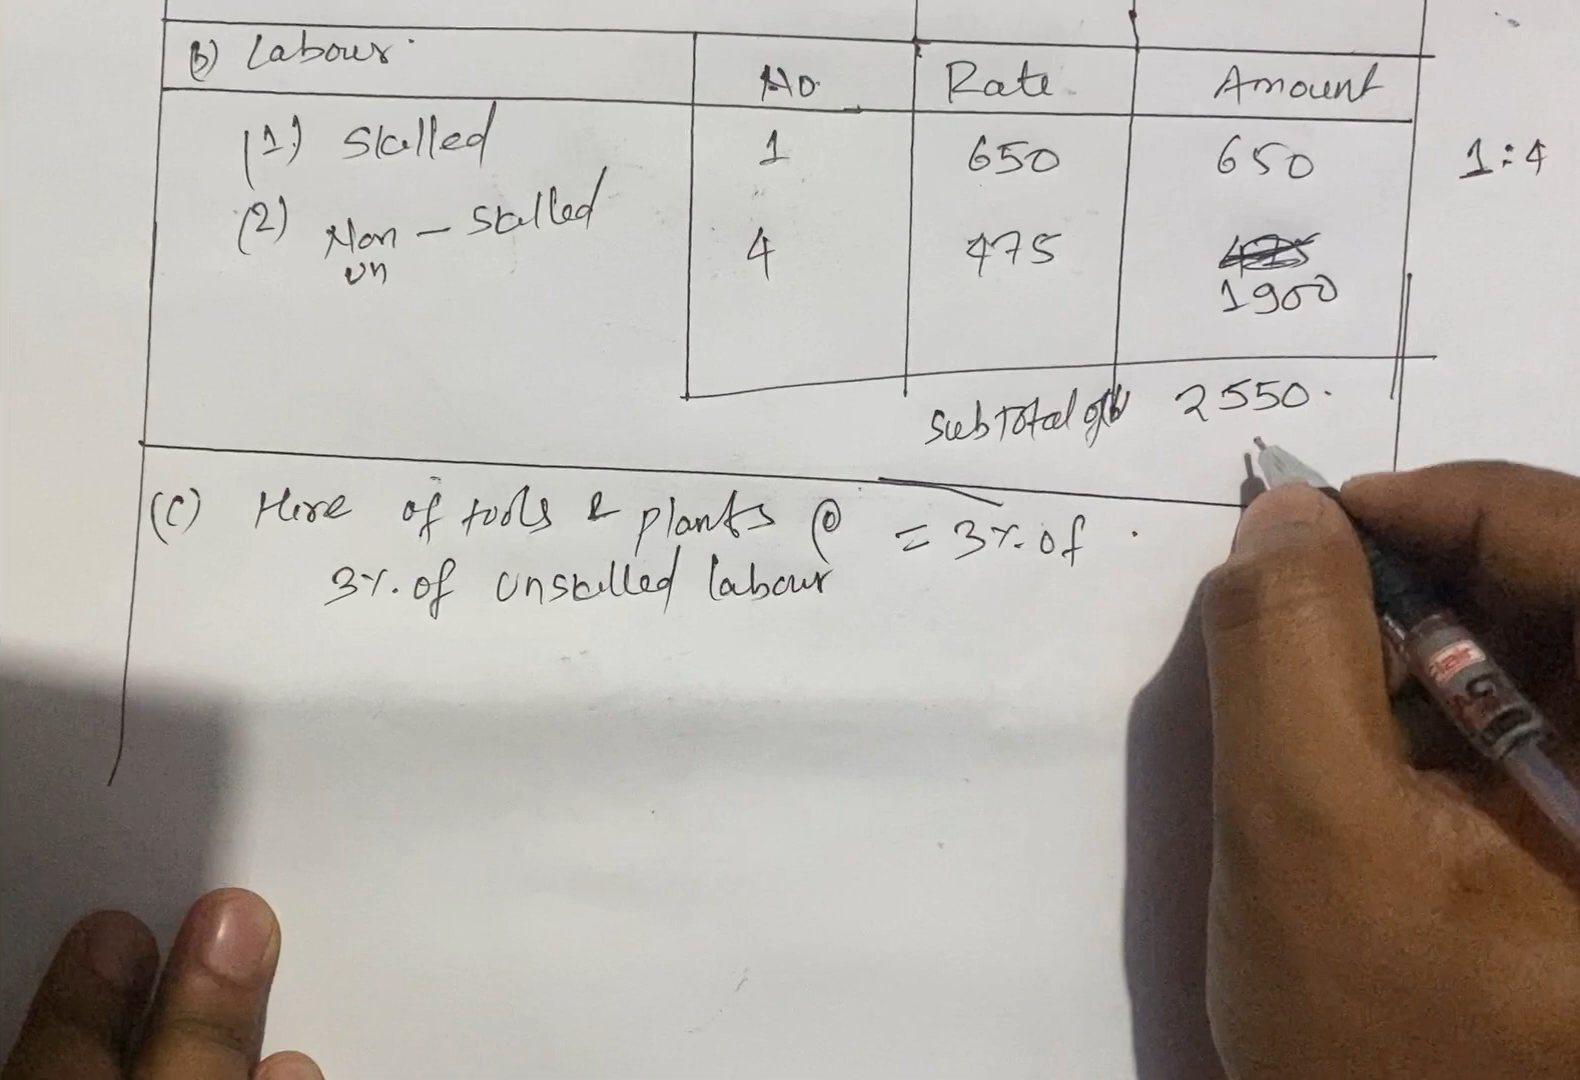 (b) Labour No. Rate Amount
(1) Skilled 1 650 650 1:4
(2) Non-Skilled 4 475
un 1900
Sub total of b 2550.
(C) Hire of tools & plants @ = 3% of
3% of unskilled labour